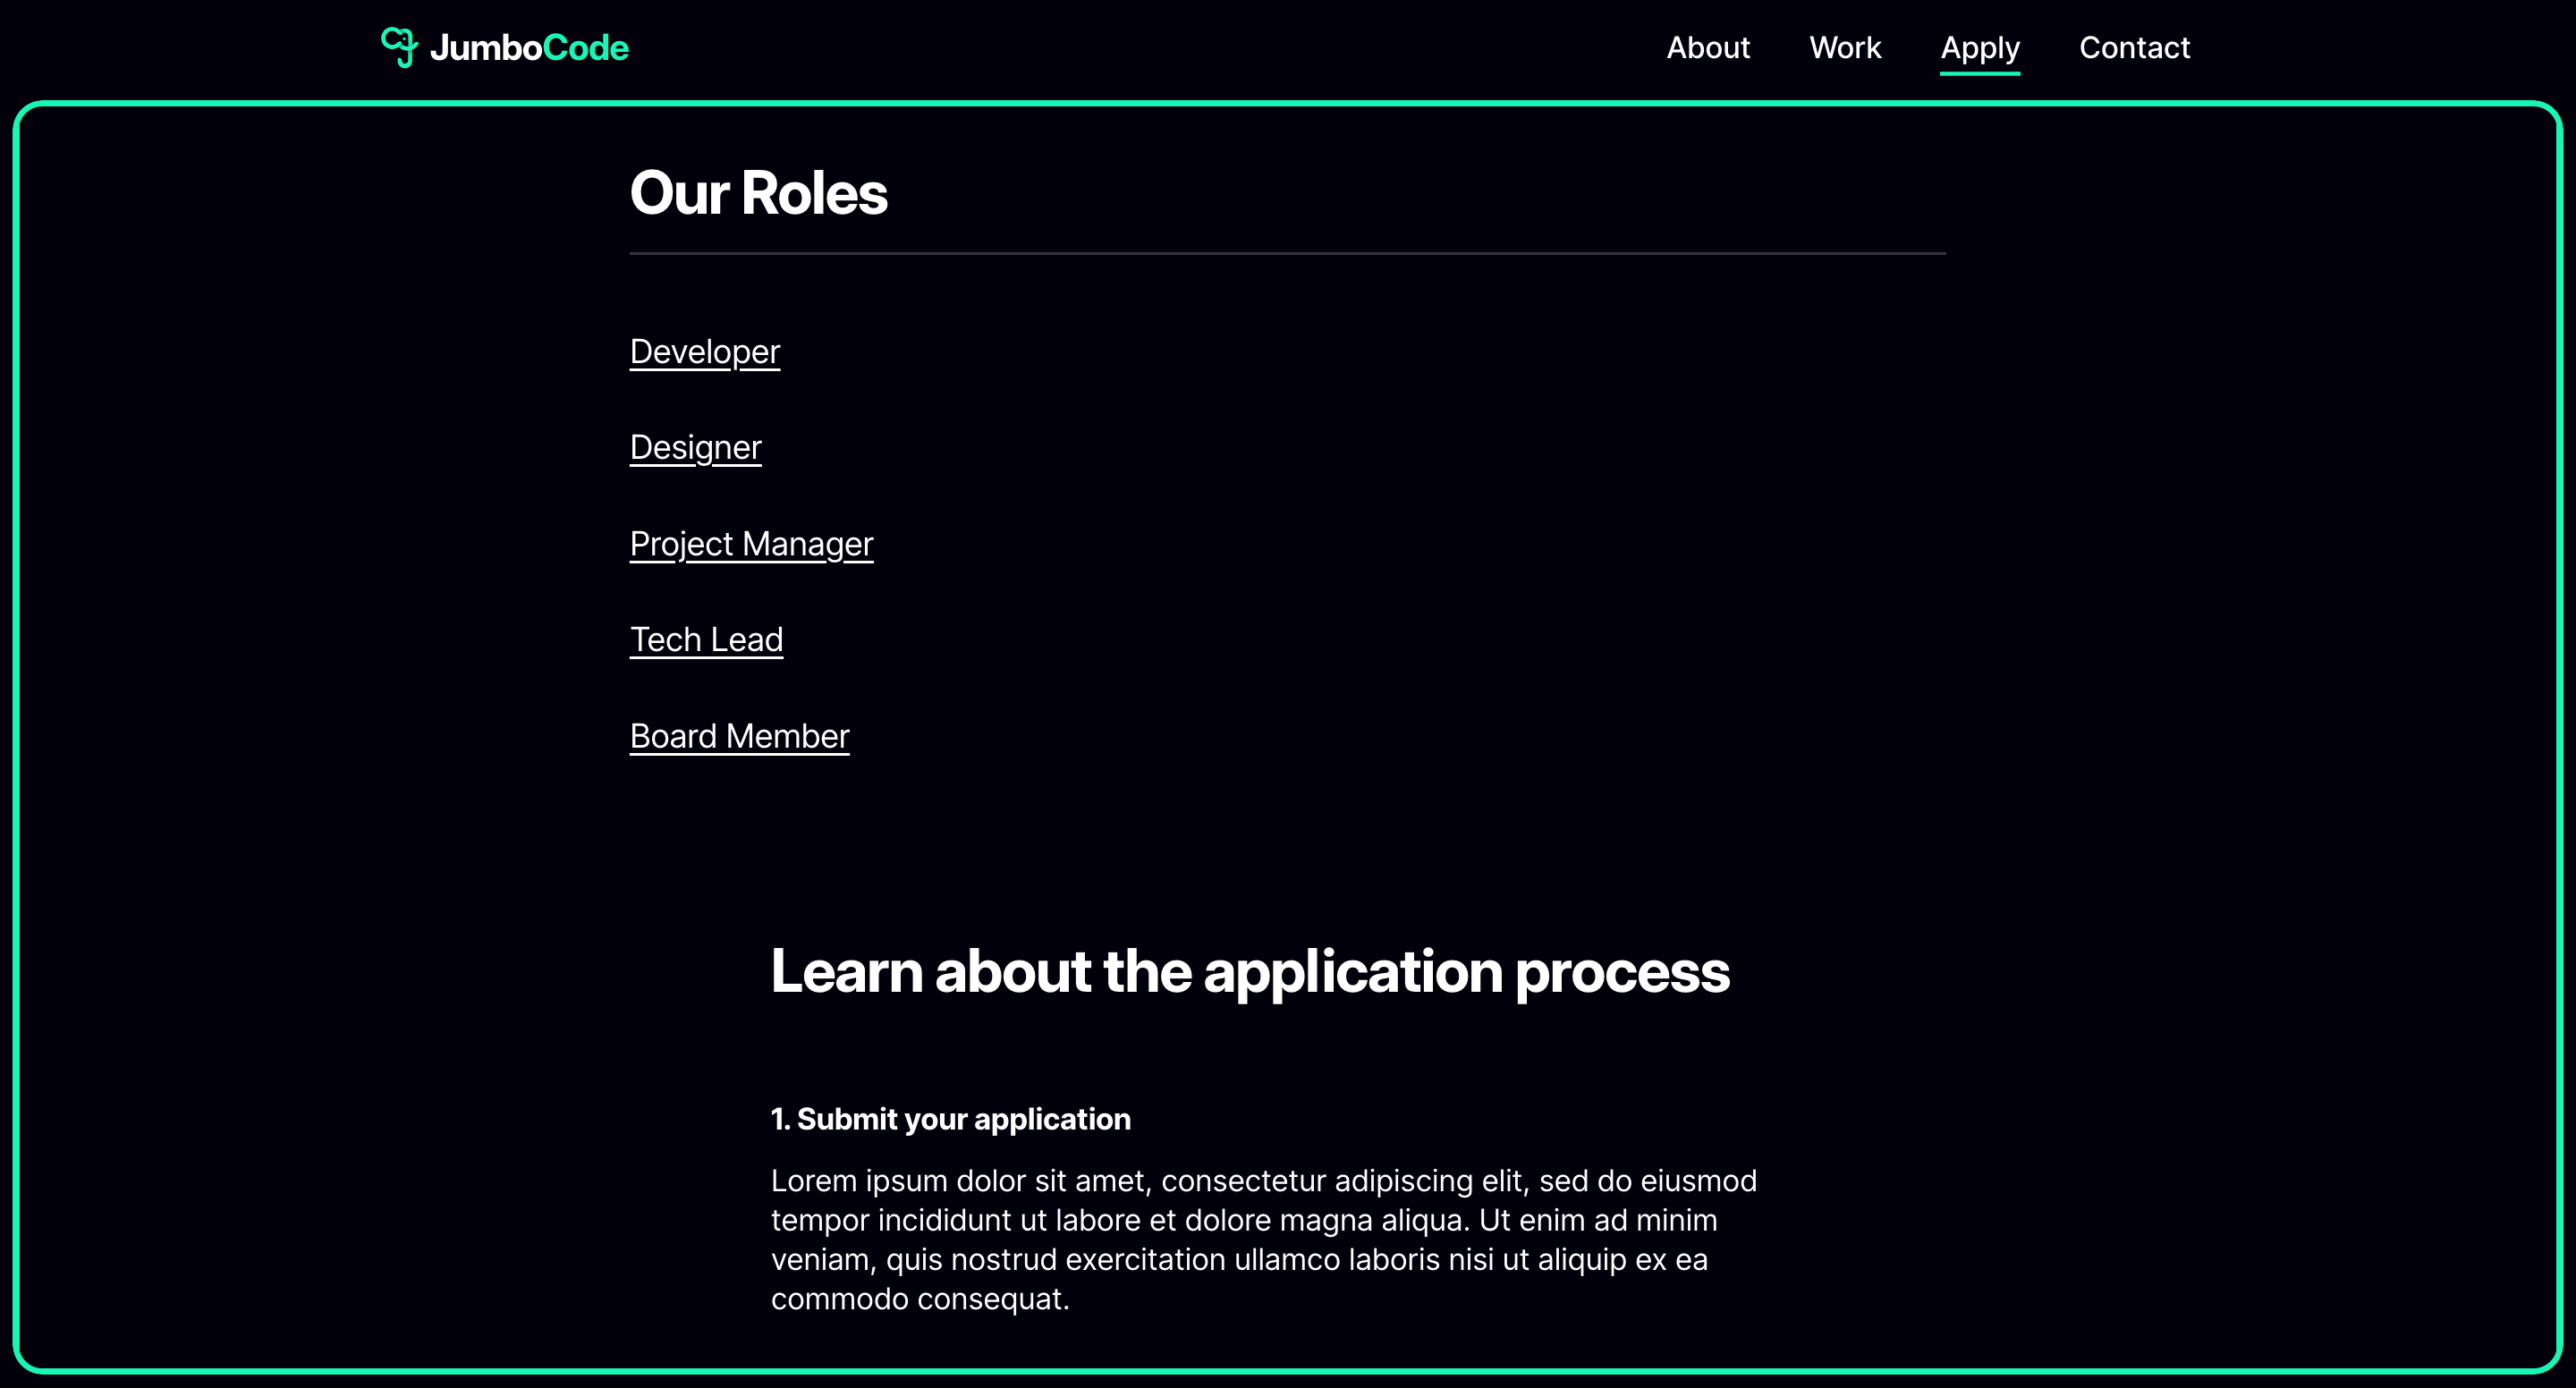 JumboCode
About Work Apply Contact
Our Roles
Developer
Designer
Project Manager
Tech Lead
Board Member
Learn about the application process
1. Submit your application
Lorem ipsum dolor sit amet, consectetur adipiscing elit, sed do eiusmod
tempor incididunt ut labore et dolore magna aliqua. Ut enim ad minim
veniam, quis nostrud exercitation ullamco laboris nisi ut aliquip ex ea
commodo consequat.